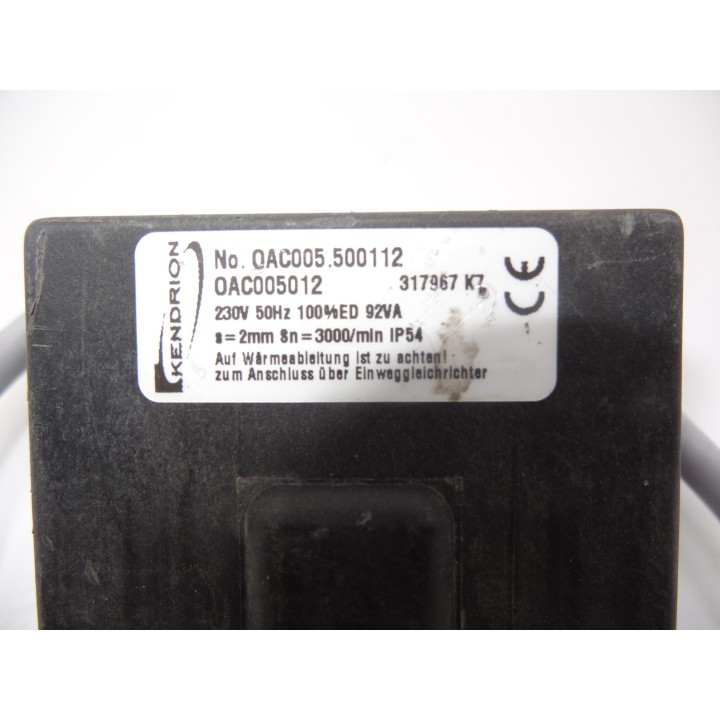 KENDRION
No. OAC005.500112
OAC005012 317967 K7
230V 50Hz 100%ED 92VA
s=2mm Sn=3000/min IP54
Auf Wärmeableitung ist zu achten!
zum Anschluss über Einweggleichrichter
CE